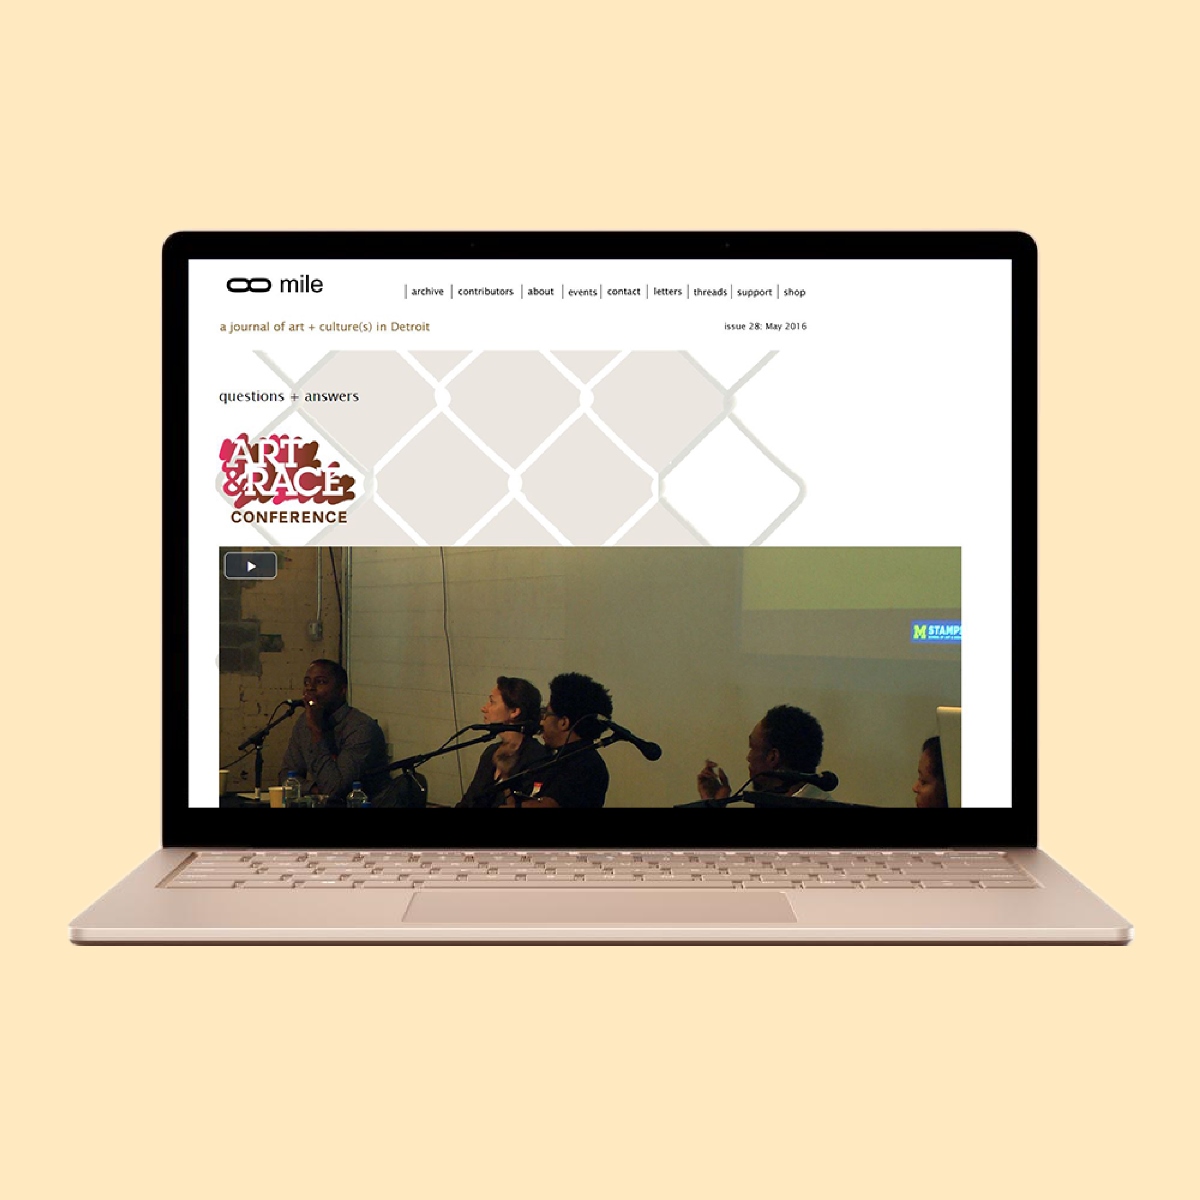 mile
archive contributors about events contact letters threads support shop
a journal of art + culture(s) in Detroit
issue 28: May 2016
questions + answers
ART
&RACE
CONFERENCE
M STAMPS